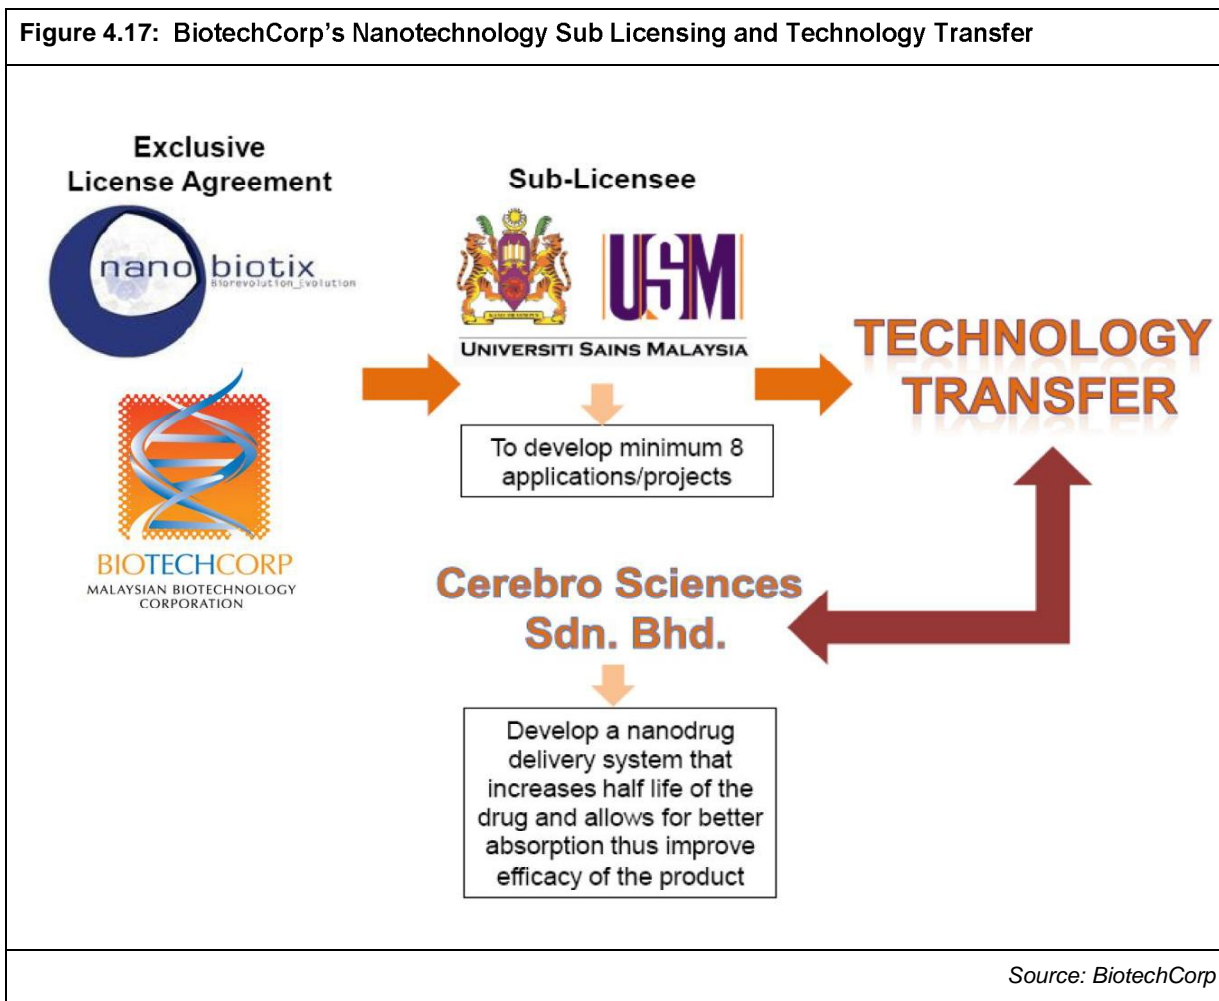 Figure 4.17: BiotechCorp's Nanotechnology Sub Licensing and Technology Transfer
Exclusive
License Agreement
nanobiotix
Biorevolution_Evolution
BIOTECHCORP
MALAYSIAN BIOTECHNOLOGY
CORPORATION
Sub-Licensee
USM
UNIVERSITI SAINS MALAYSIA
To develop minimum 8
applications/projects
TECHNOLOGY
TRANSFER
Cerebro Sciences
Sdn. Bhd.
Develop a nanodrug
delivery system that
increases half life of the
drug and allows for better
absorption thus improve
efficacy of the product
Source: BiotechCorp